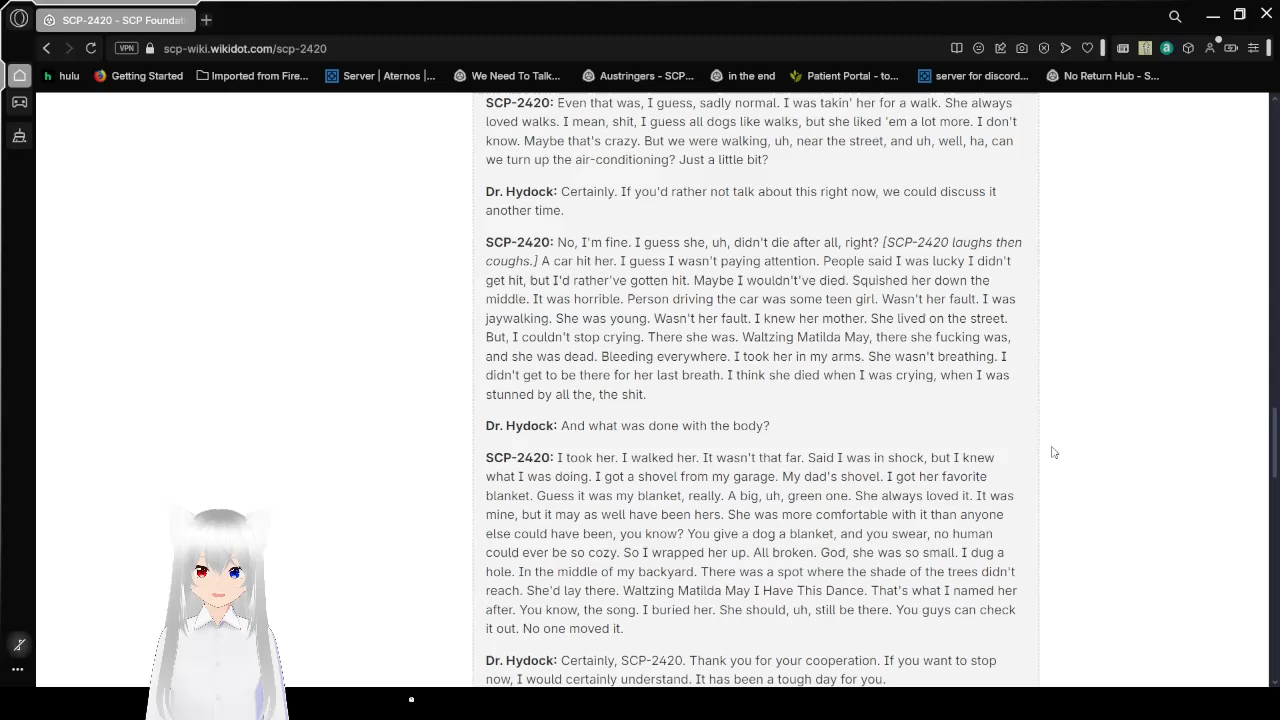 SCP-2420 - SCP Foundati
VPN scp-wiki.wikidot.com/scp-2420
hulu Getting Started Imported from Fire... Server | Aternos |... We Need To Talk... Austringers - SCP... in the end Patient Portal - to... server for discord... No Return Hub - S...
SCP-2420: Even that was, I guess, sadly normal. I was takin' her for a walk. She always
loved walks. I mean, shit, I guess all dogs like walks, but she liked 'em a lot more. I don't
know. Maybe that's crazy. But we were walking, uh, near the street, and uh, well, ha, can
we turn up the air-conditioning? Just a little bit?
Dr. Hydock: Certainly. If you'd rather not talk about this right now, we could discuss it
another time.
SCP-2420: No, I'm fine. I guess she, uh, didn't die after all, right? [SCP-2420 laughs then
coughs.] A car hit her. I guess I wasn't paying attention. People said I was lucky I didn't
get hit, but I'd rather've gotten hit. Maybe I wouldn't've died. Squished her down the
middle. It was horrible. Person driving the car was some teen girl. Wasn't her fault. I was
jaywalking. She was young. Wasn't her fault. I knew her mother. She lived on the street.
But, I couldn't stop crying. There she was. Waltzing Matilda May, there she fucking was,
and she was dead. Bleeding everywhere. I took her in my arms. She wasn't breathing. I
didn't get to be there for her last breath. I think she died when I was crying, when I was
stunned by all the, the shit.
Dr. Hydock: And what was done with the body?
SCP-2420: I took her. I walked her. It wasn't that far. Said I was in shock, but I knew
what I was doing. I got a shovel from my garage. My dad's shovel. I got her favorite
blanket. Guess it was my blanket, really. A big, uh, green one. She always loved it. It was
mine, but it may as well have been hers. She was more comfortable with it than anyone
else could have been, you know? You give a dog a blanket, and you swear, no human
could ever be so cozy. So I wrapped her up. All broken. God, she was so small. I dug a
hole. In the middle of my backyard. There was a spot where the shade of the trees didn't
reach. She'd lay there. Waltzing Matilda May I Have This Dance. That's what I named her
after. You know, the song. I buried her. She should, uh, still be there. You guys can check
it out. No one moved it.
Dr. Hydock: Certainly, SCP-2420. Thank you for your cooperation. If you want to stop
now, I would certainly understand. It has been a tough day for you.